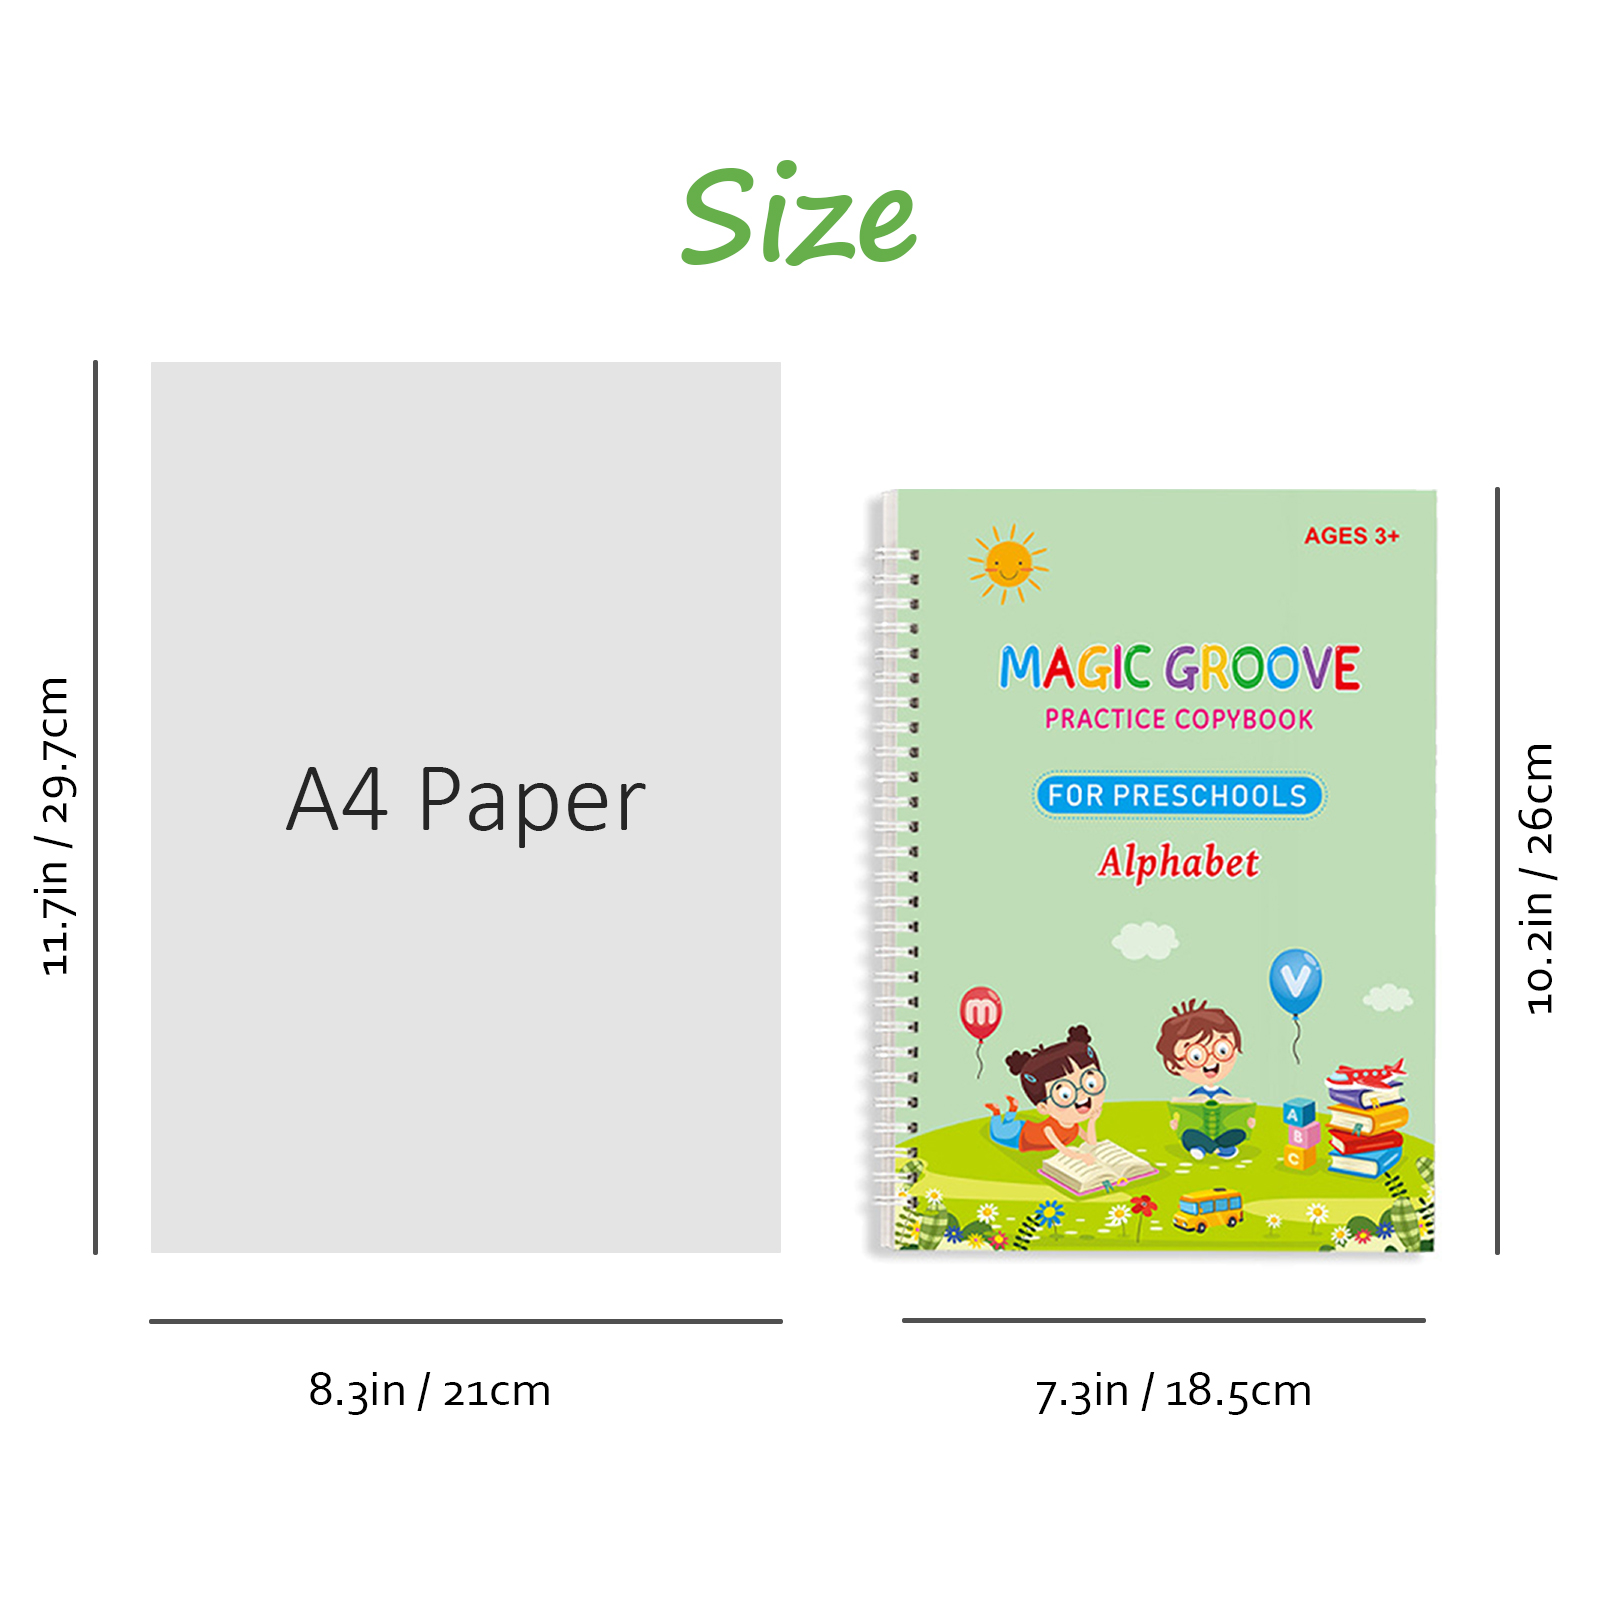 Size
11.7in / 29.7cm
A4 Paper
8.3in / 21cm
AGES 3+
MAGIC GROOVE
PRACTICE COPYBOOK
FOR PRESCHOOLS
Alphabet
m
V
A
B
C
10.2in / 26cm
7.3in / 18.5cm